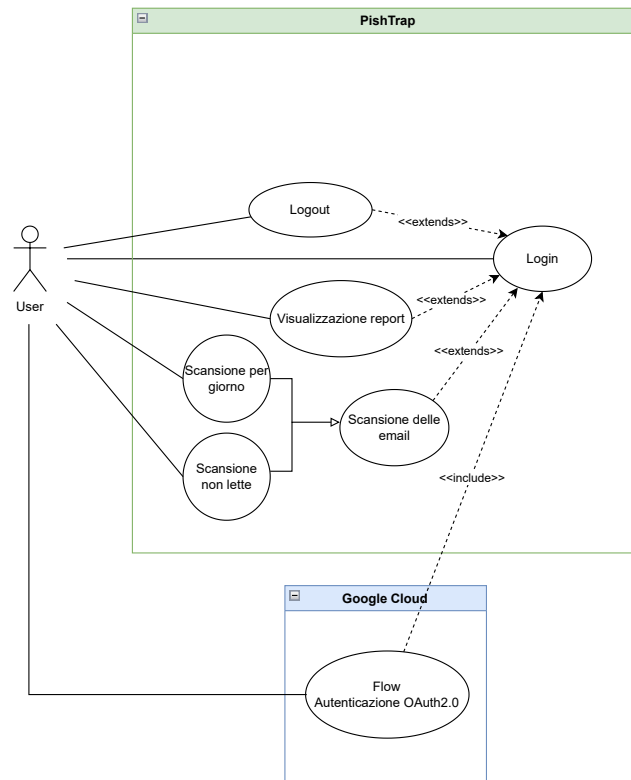 PishTrap
Logout
<<extends>>
Login
User
Visualizzazione report
<<extends>>
Scansione per
giorno
<<extends>>
Scansione delle
email
Scansione
non lette
<<include>>
Google Cloud
Flow
Autenticazione OAuth2.0